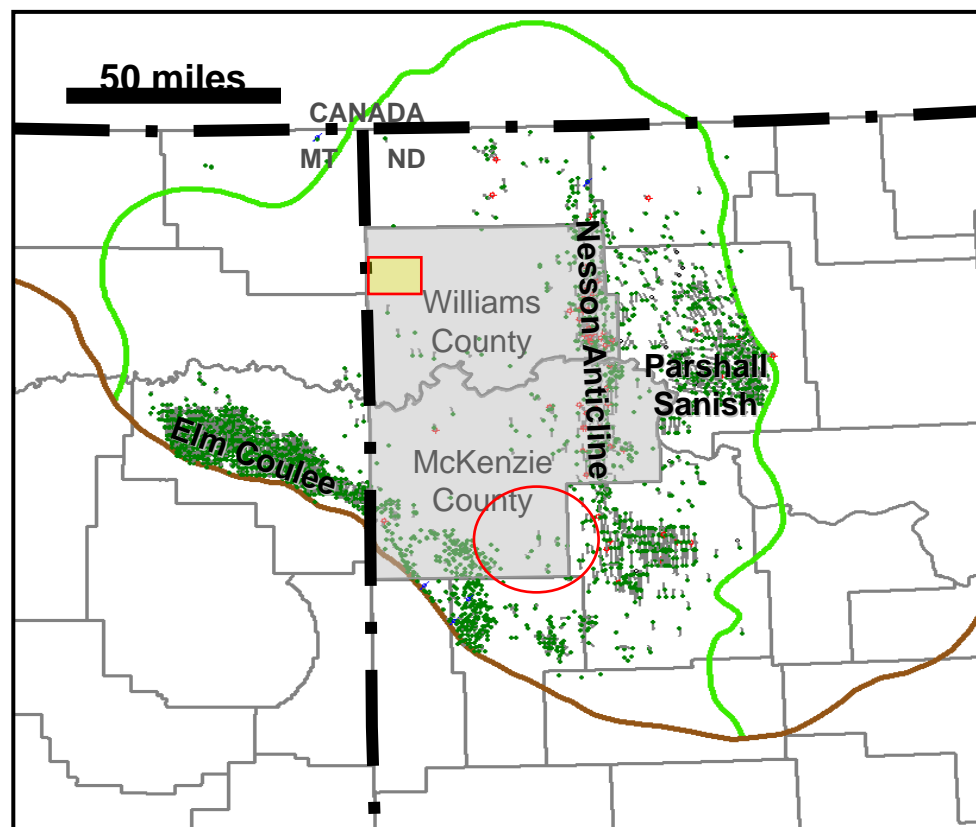 50 miles
CANADA
MT
ND
Williams
County
Nesson Anticline
Parshall
Sanish
Elm Coulee
McKenzie
County